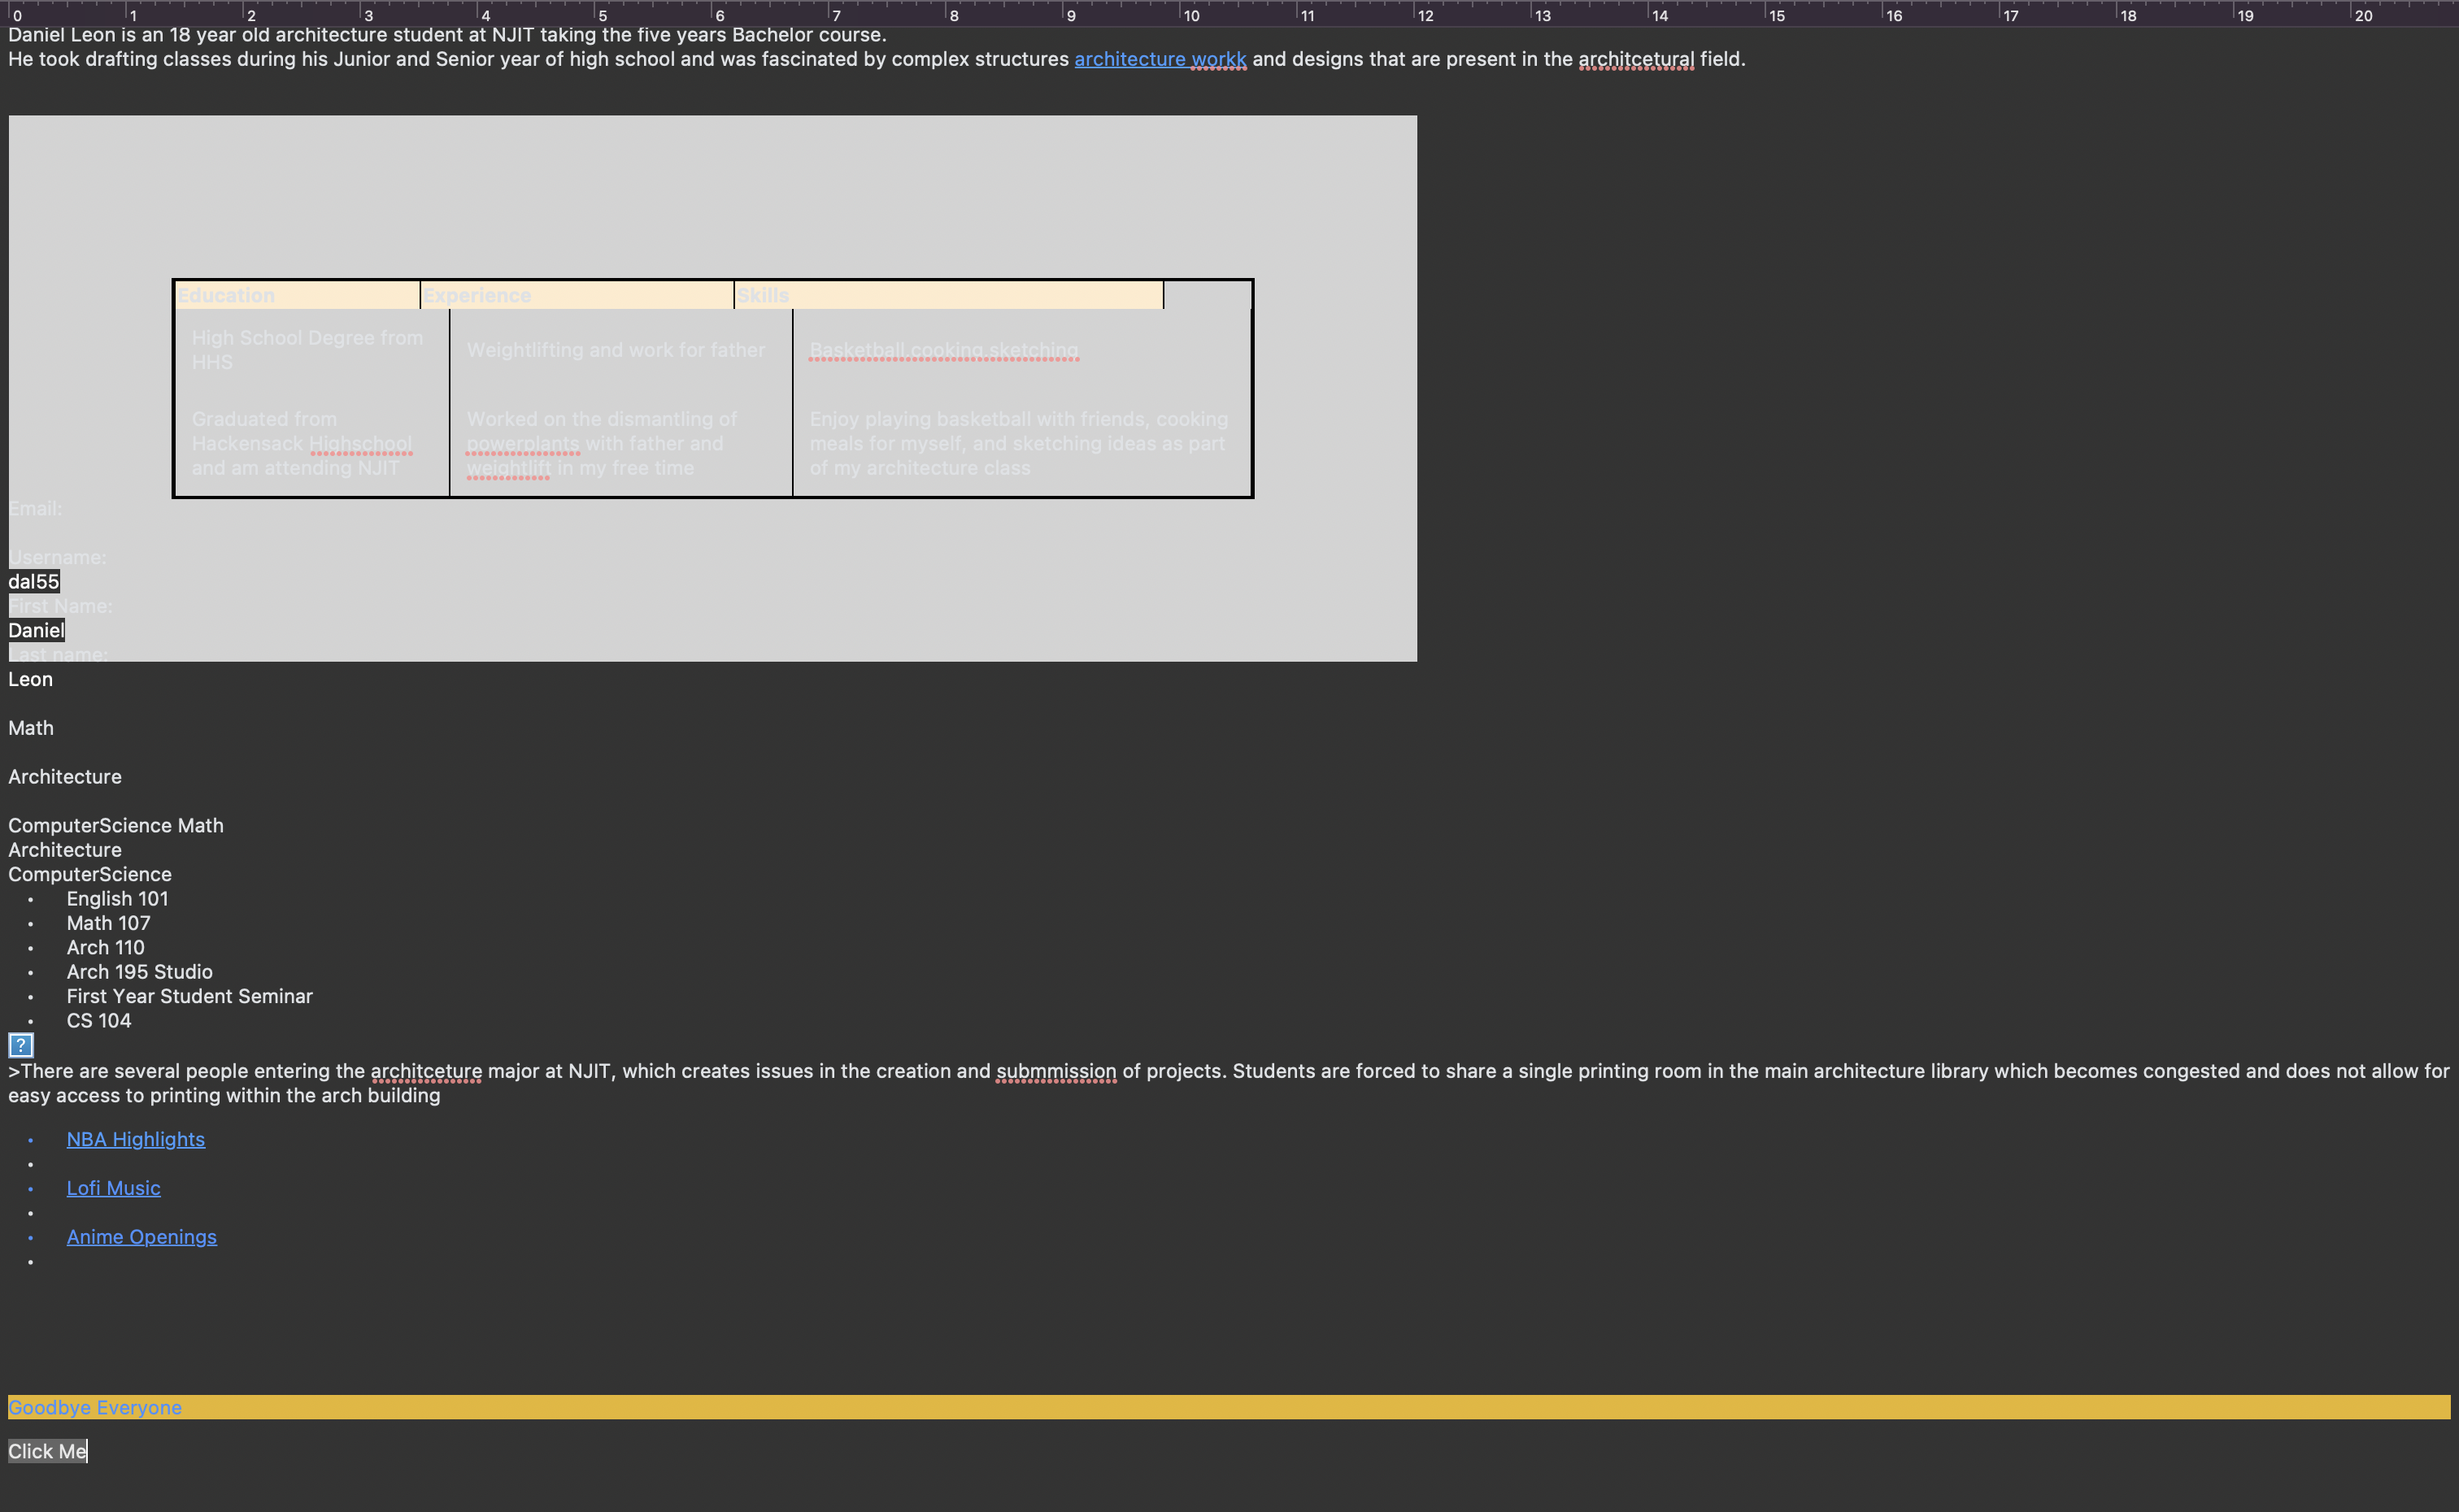 0 1 2 3 4 5 6 7 8 9 10 11 12 13 14 15 16 17 18 19 20
Daniel Leon is an 18 year old architecture student at NJIT taking the five years Bachelor course.
He took drafting classes during his Junior and Senior year of high school and was fascinated by complex structures architecture workk and designs that are present in the architcetural field.
Education Experience Skills
High School Degree from
HHS
Weightlifting and work for father
Basketball,cooking,sketching
Graduated from
Hackensack Highschool
and am attending NJIT
Worked on the dismantling of
powerplants with father and
weightlift in my free time
Enjoy playing basketball with friends, cooking
meals for myself, and sketching ideas as part
of my architecture class
Email:
Username:
dal55
First Name:
Daniel
Last name:
Leon
Math
Architecture
ComputerScience Math
Architecture
ComputerScience
• English 101
• Math 107
• Arch 110
• Arch 195 Studio
• First Year Student Seminar
• CS 104
?
>There are several people entering the architceture major at NJIT, which creates issues in the creation and submmission of projects. Students are forced to share a single printing room in the main architecture library which becomes congested and does not allow for
easy access to printing within the arch building
• NBA Highlights
•
• Lofi Music
•
• Anime Openings
•
Goodbye Everyone
Click Me